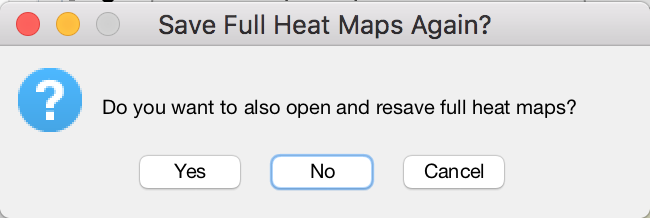 Save Full Heat Maps Again?
Do you want to also open and resave full heat maps?
Yes No Cancel